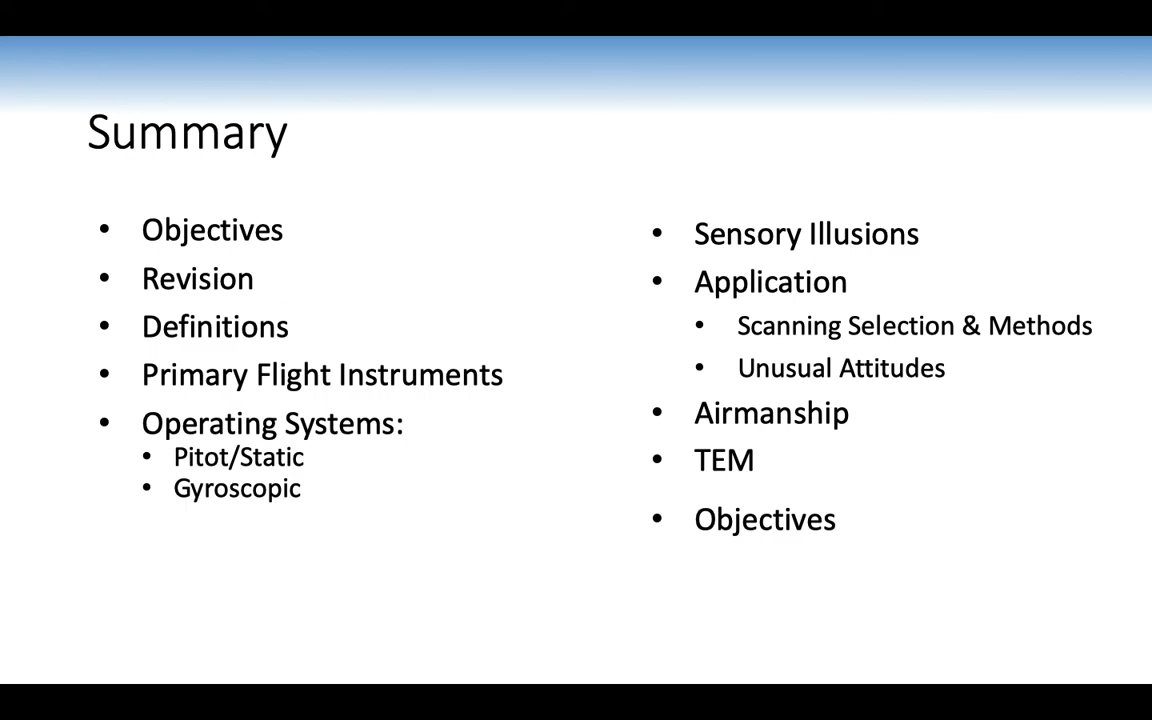 Summary
• Objectives
• Revision
• Definitions
• Primary Flight Instruments
• Operating Systems:
• Pitot/Static
• Gyroscopic
• Sensory Illusions
• Application
• Scanning Selection & Methods
• Unusual Attitudes
• Airmanship
• TEM
• Objectives